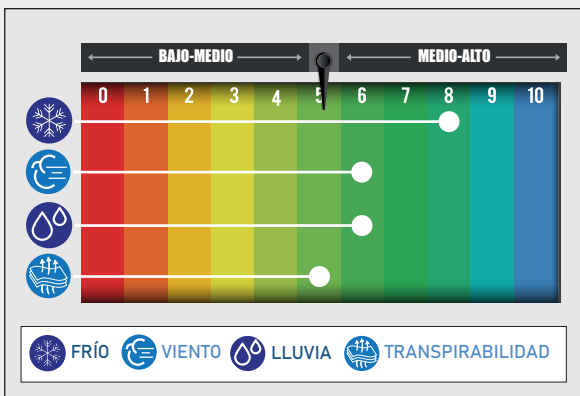 BAJO-MEDIO MEDIO-ALTO
0 1 2 3 4 5 6 7 8 9 10
FRÍO VIENTO LLUVIA TRANSPIRABILIDAD